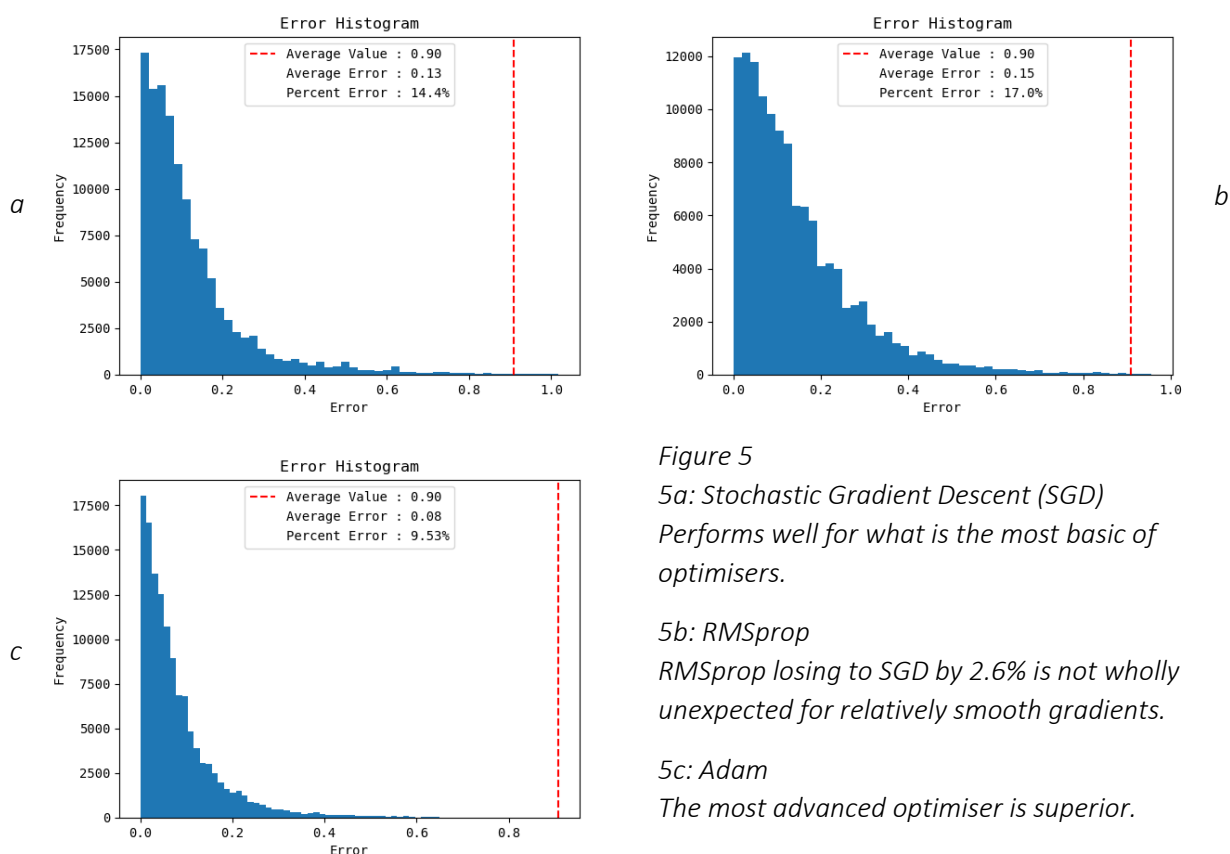 Error Histogram
17500
15000
12500
10000
7500
5000
2500
0
Frequency
Average Value : 0.90
Average Error : 0.13
Percent Error : 14.4%
0.0 0.2 0.4 0.6 0.8 1.0
Error
a
Error Histogram
12000
10000
8000
6000
4000
2000
0
Frequency
Average Value : 0.90
Average Error : 0.15
Percent Error : 17.0%
0.0 0.2 0.4 0.6 0.8 1.0
Error
b
Error Histogram
17500
15000
12500
10000
7500
5000
2500
0
Frequency
Average Value : 0.90
Average Error : 0.08
Percent Error : 9.53%
0.0 0.2 0.4 0.6 0.8
Error
c
Figure 5
5a: Stochastic Gradient Descent (SGD)
Performs well for what is the most basic of
optimisers.
5b: RMSprop
RMSprop losing to SGD by 2.6% is not wholly
unexpected for relatively smooth gradients.
5c: Adam
The most advanced optimiser is superior.